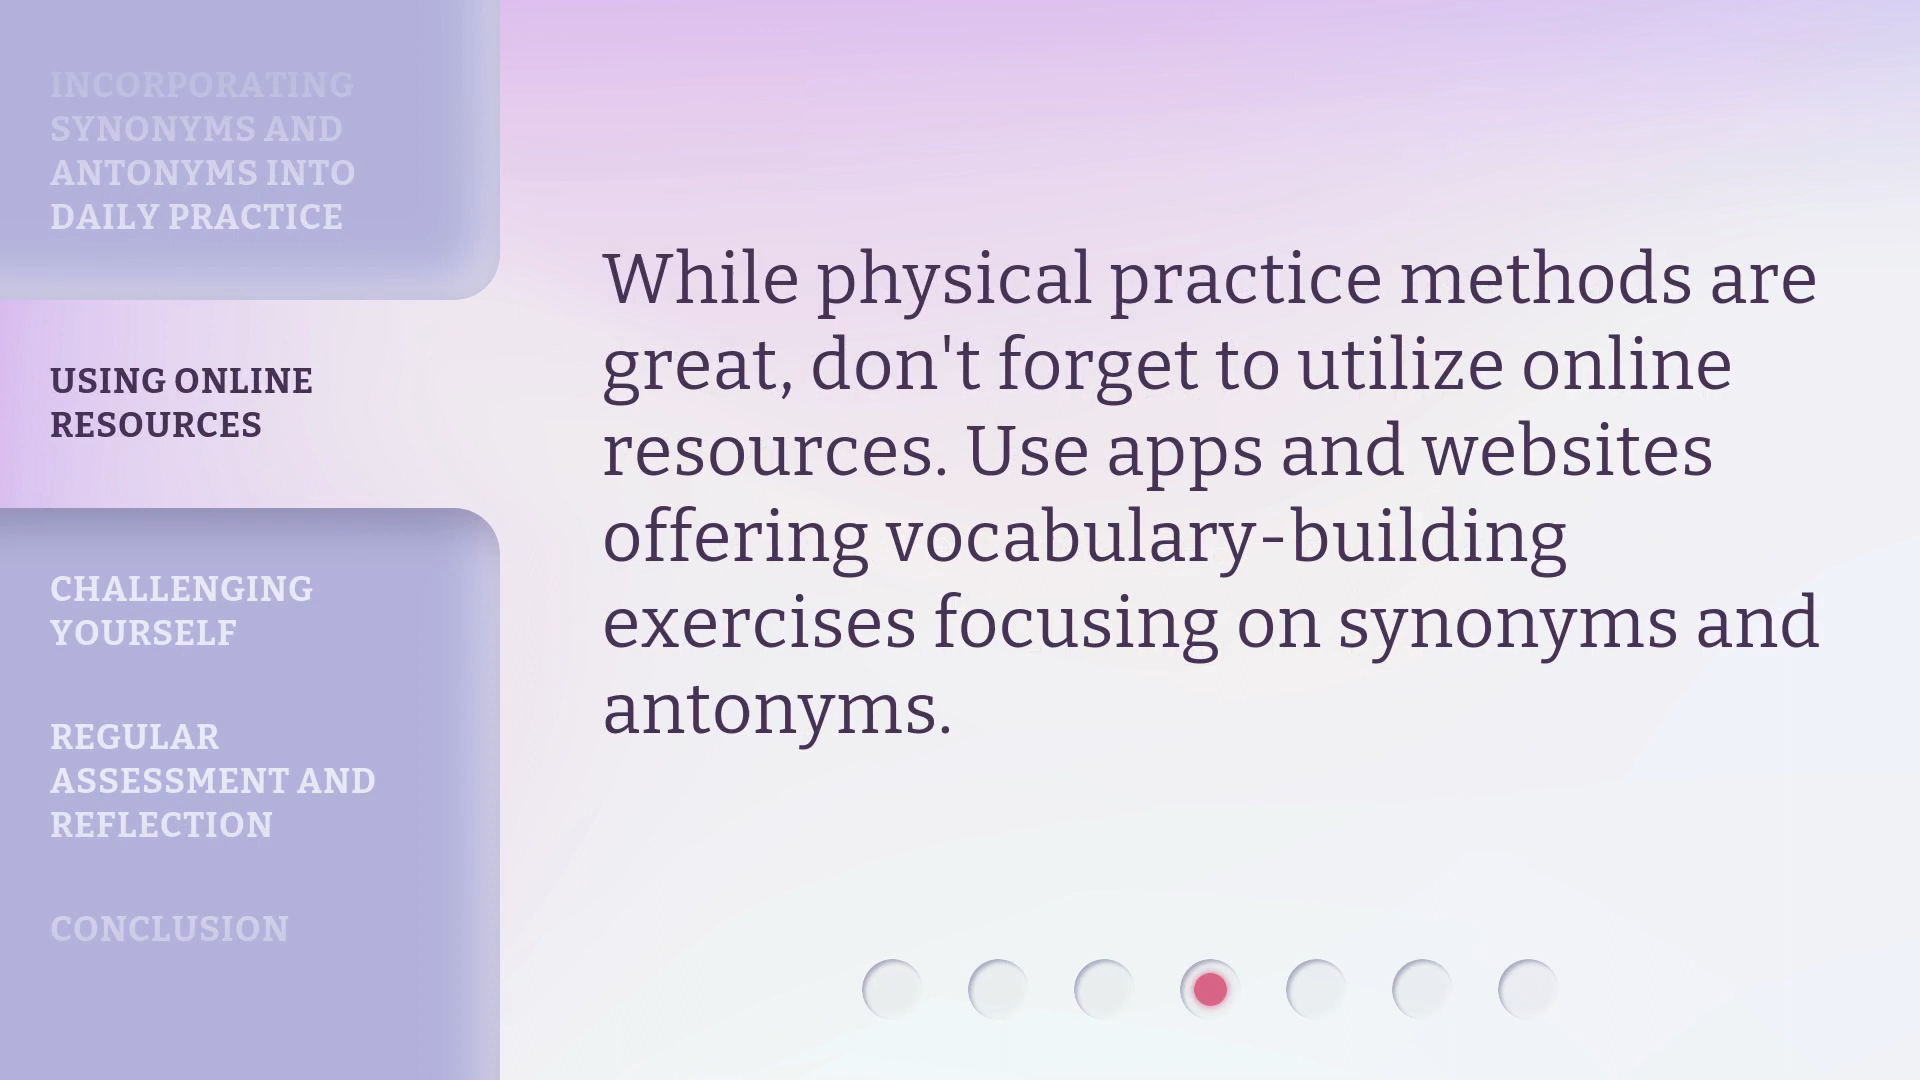 INCORPORATING
SYNONYMS AND
ANTONYMS INTO
DAILY PRACTICE
USING ONLINE
RESOURCES
CHALLENGING
YOURSELF
REGULAR
ASSESSMENT AND
REFLECTION
CONCLUSION
While physical practice methods are
great, don't forget to utilize online
resources. Use apps and websites
offering vocabulary-building
exercises focusing on synonyms and
antonyms.